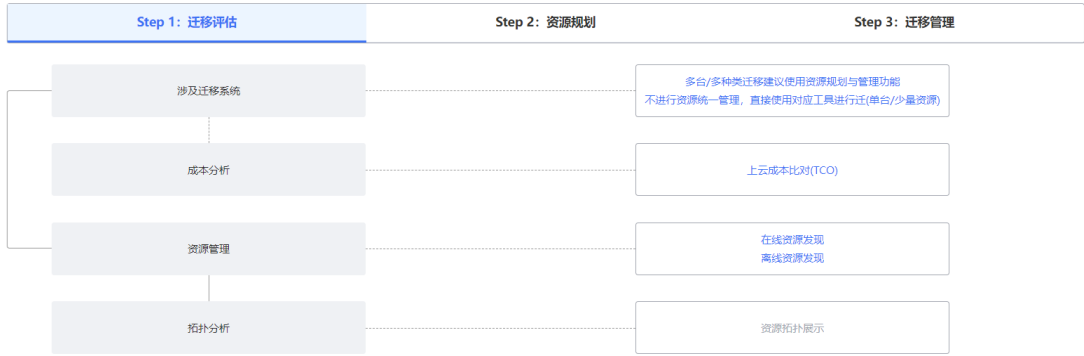 Step 1：迁移评估
Step 2：资源规划
Step 3：迁移管理
涉及迁移系统
多台/多种类迁移建议使用资源规划与管理功能
不进行资源统一管理，直接使用对应工具进行迁(单台/少量资源)
成本分析
上云成本比对(TCO)
资源管理
在线资源发现
离线资源发现
拓扑分析
资源拓扑展示